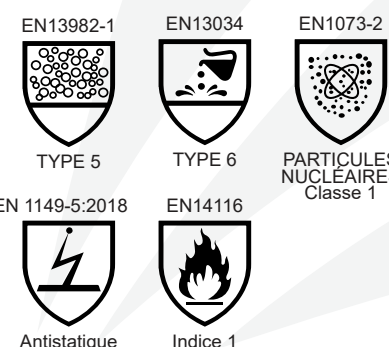 EN13982-1
EN13034
EN1073-2
TYPE 5
TYPE 6
PARTICULES
NUCLÉAIRE
Classe 1
EN 1149-5:2018
EN14116
Antistatique
Indice 1